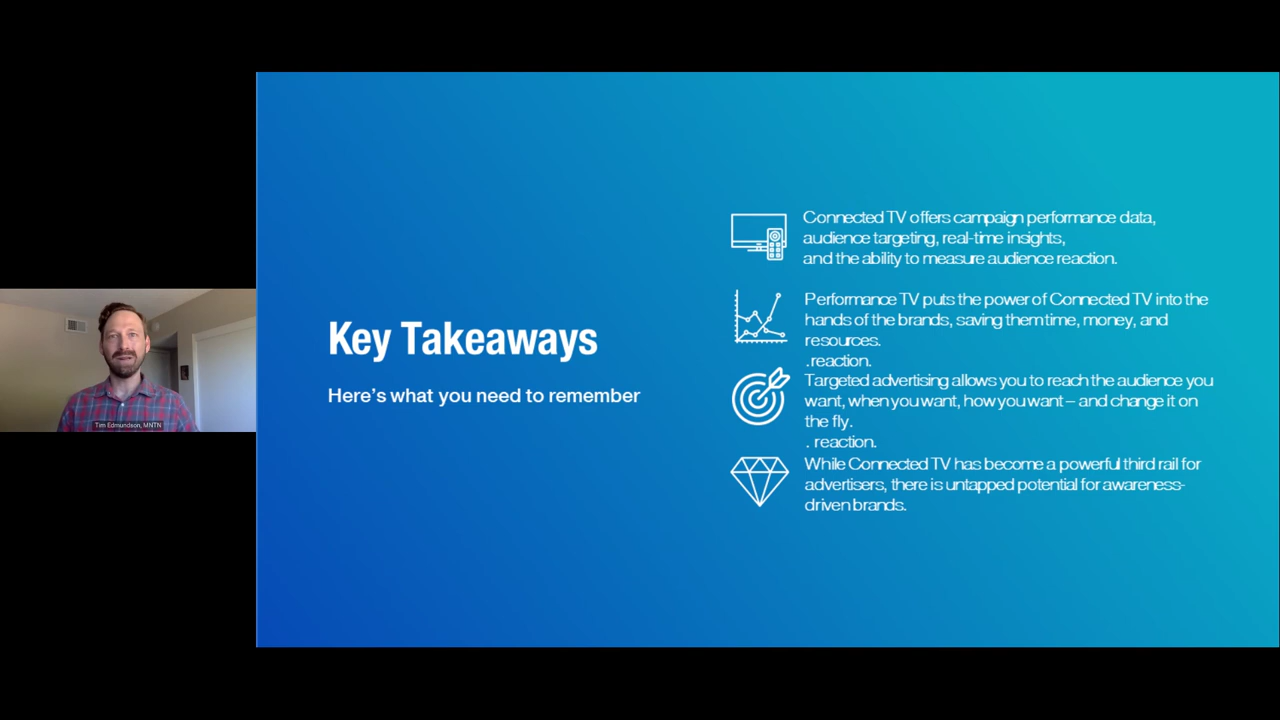 Key Takeaways
Here's what you need to remember
Connected TV offers campaign performance data,
audience targeting, real-time insights,
and the ability to measure audience reaction.
Performance TV puts the power of Connected TV into the
hands of the brands, saving them time, money, and
resources.
.reaction.
Targeted advertising allows you to reach the audience you
want, when you want, how you want – and change it on
the fly.
. reaction.
While Connected TV has become a powerful third rail for
advertisers, there is untapped potential for awareness-
driven brands.
Tim Edmundson, MNTN